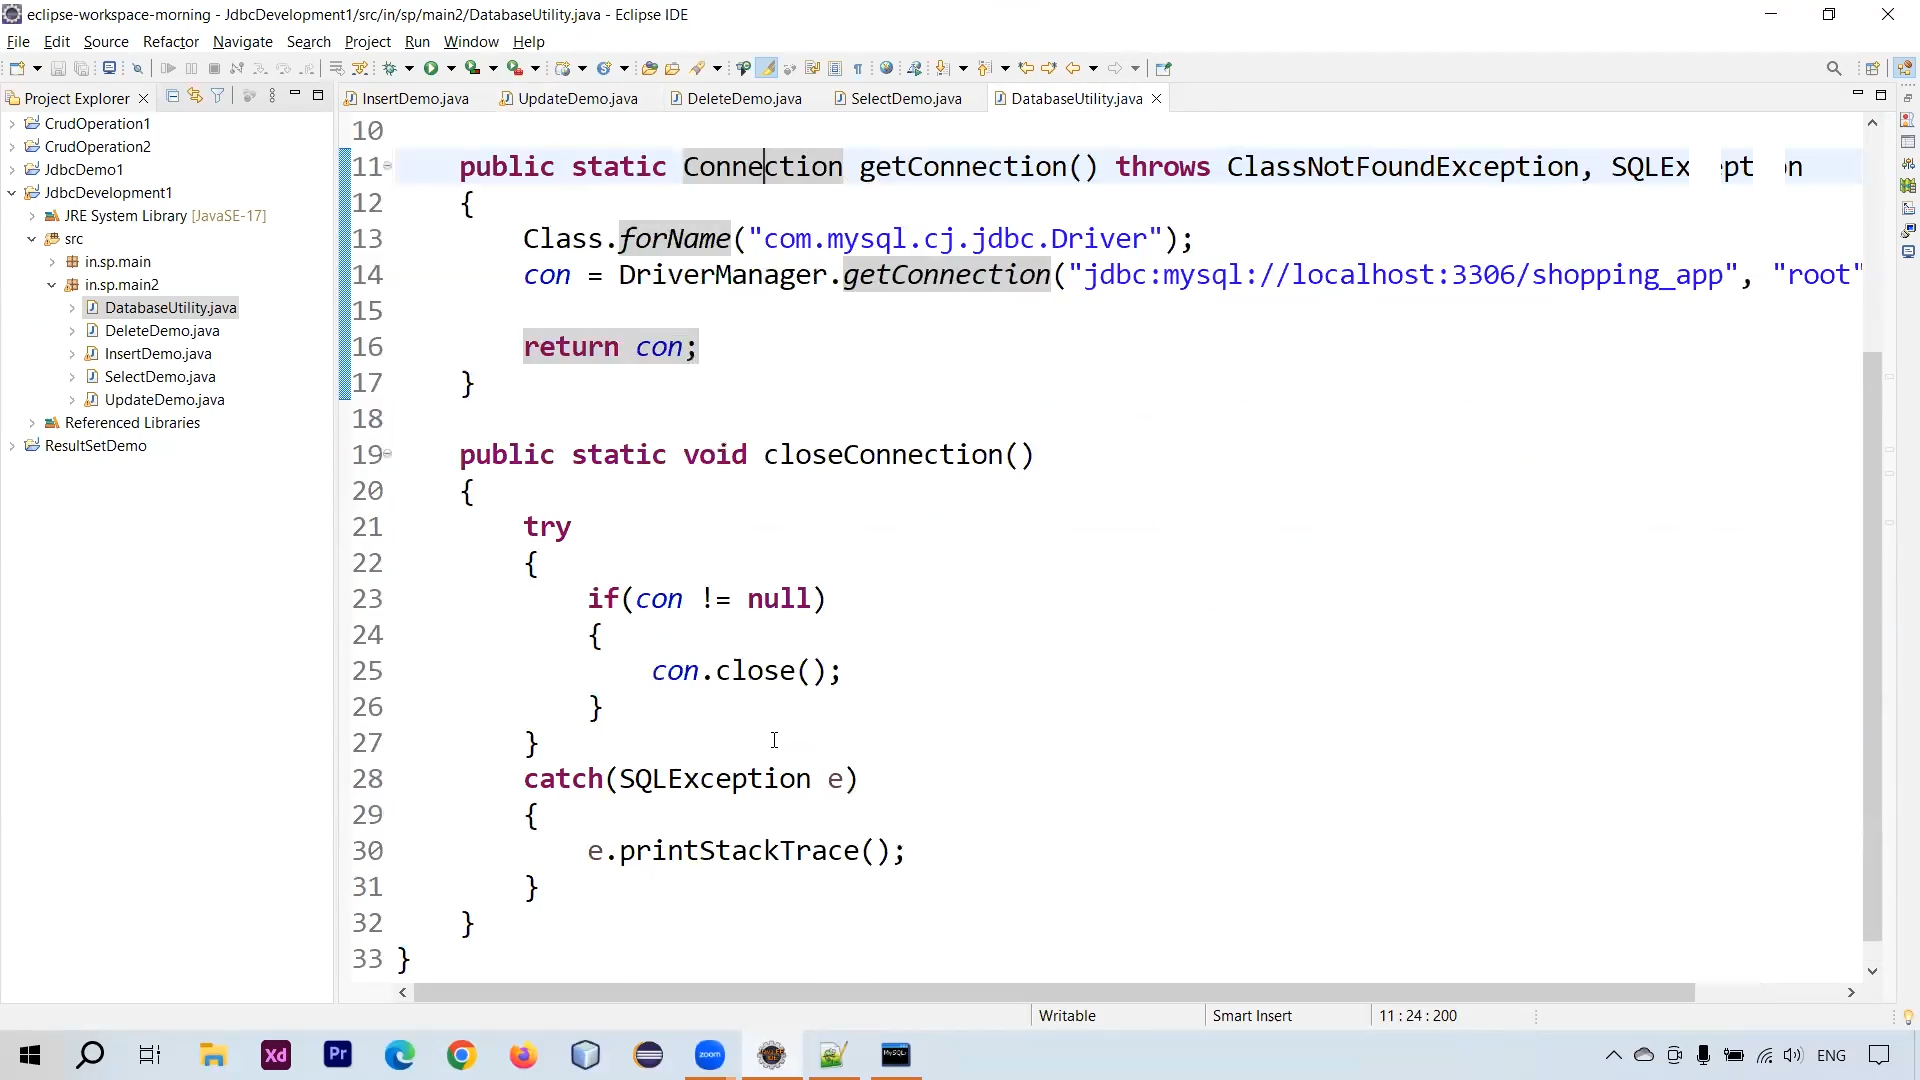 eclipse-workspace-morning - JdbcDevelopment1/src/in/sp/main2/DatabaseUtility.java - Eclipse IDE
File Edit Source Refactor Navigate Search Project Run Window Help
Project Explorer
InsertDemo.java UpdateDemo.java DeleteDemo.java SelectDemo.java DatabaseUtility.java
CrudOperation1
CrudOperation2
JdbcDemo1
JdbcDevelopment1
JRE System Library [JavaSE-17]
src
in.sp.main
in.sp.main2
DatabaseUtility.java
DeleteDemo.java
InsertDemo.java
SelectDemo.java
UpdateDemo.java
Referenced Libraries
ResultSetDemo
10
11 public static Connection getConnection() throws ClassNotFoundException, SQLEx pt n
12 {
13 Class.forName("com.mysql.cj.jdbc.Driver");
14 con = DriverManager.getConnection("jdbc:mysql://localhost:3306/shopping_app", "root"
15
16 return con;
17 }
18
19 public static void closeConnection()
20 {
21 try
22 {
23 if(con != null)
24 {
25 con.close();
26 }
27 }
28 catch(SQLException e)
29 {
30 e.printStackTrace();
31 }
32 }
33 }
Writable Smart Insert 11 : 24 : 200
Xd Pr zoom MySQL ENG